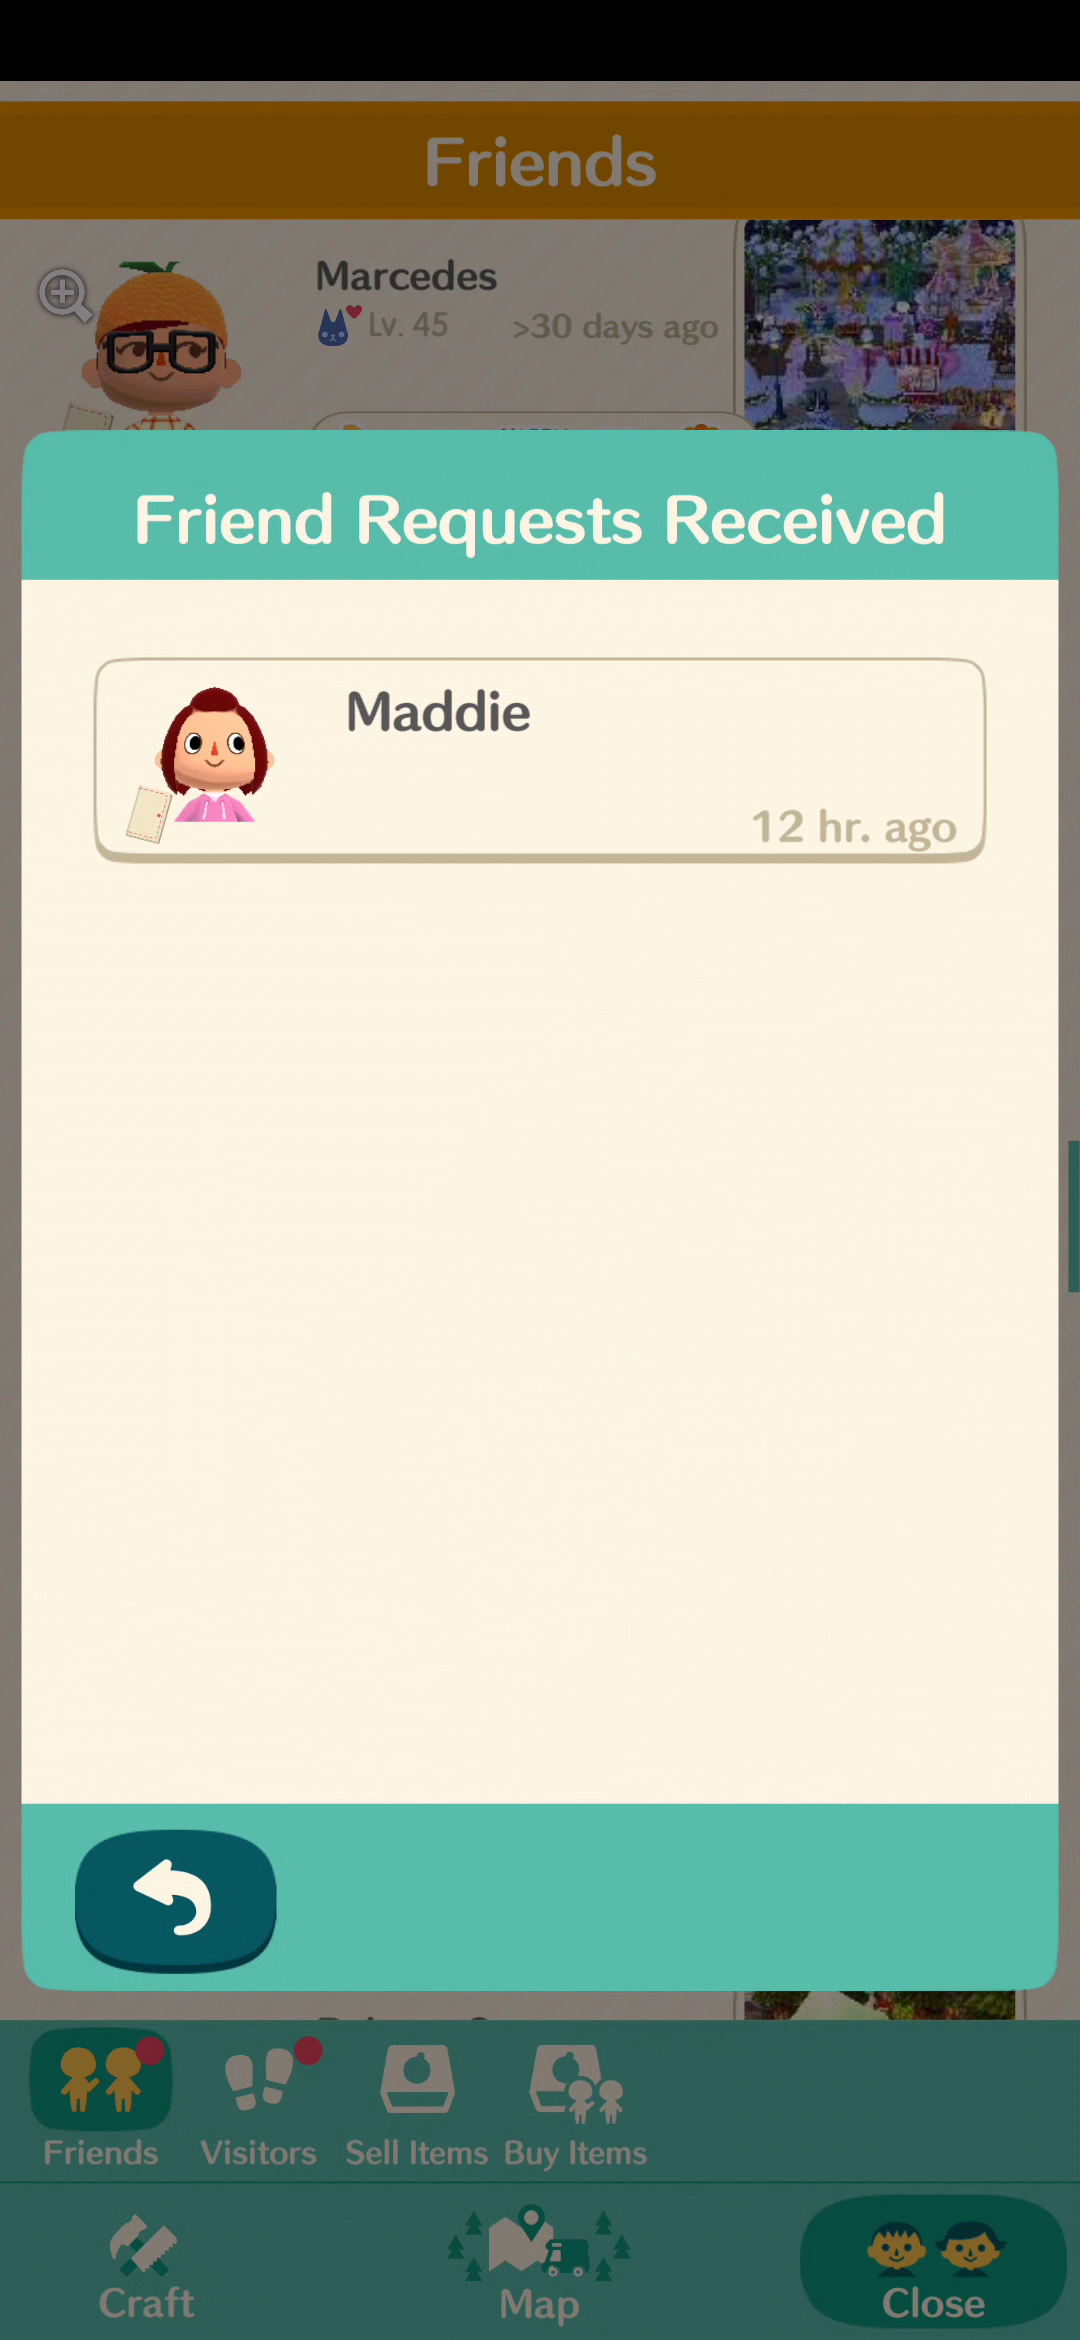 Friends
Marcedes
Lv. 45 >30 days ago
Friend Requests Received
Maddie
12 hr. ago
Friends Visitors Sell Items Buy Items
Craft Map Close